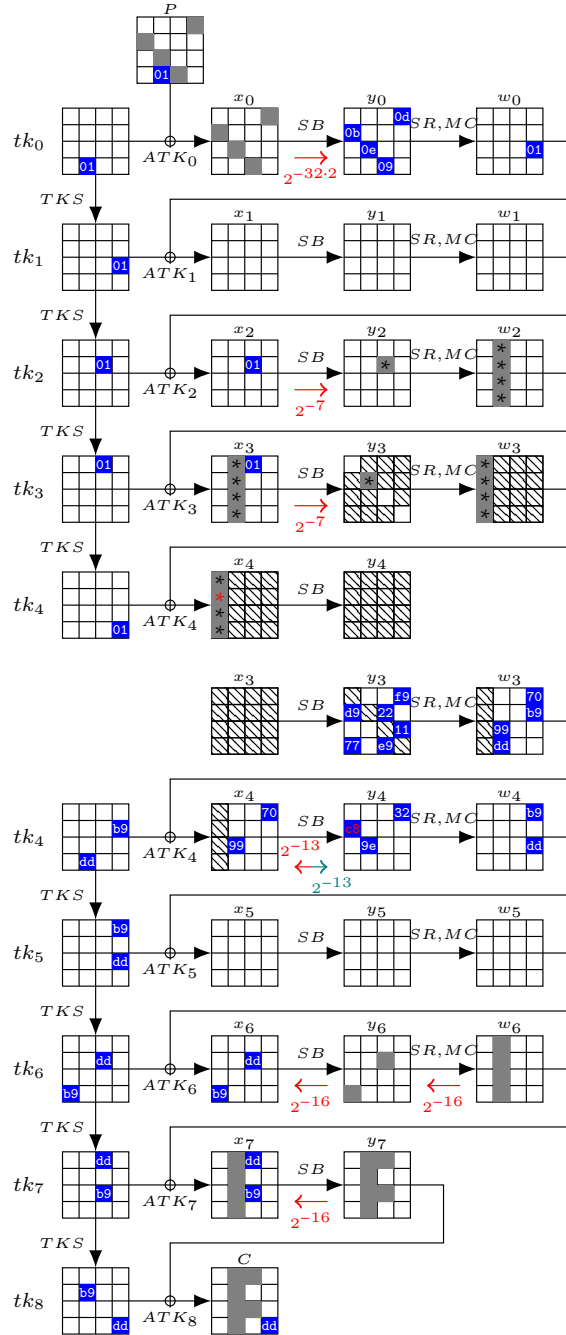 P
01
x0 y0 w0
0d
0b
tk0 SB SR,MC
0e 01
ATK0
01 09
2^{-32·2}
TKS
x1 y1 w1
SB SR,MC
tk1
01
ATK1
TKS
x2 y2 w2
*
SB SR,MC
tk2 01 01 * *
*
ATK2
*
2^{-7}
TKS
x3 y3 w3
01 * 01 *
SB SR,MC
tk3 * * *
* *
ATK3
* *
2^{-7}
TKS
x4 y4
*
SB
tk4 *
*
ATK4
01 *
x3 y3 w3
f9 70
SB SR,MC
d9 22 b9
11 99
77 e9 dd
x4 y4 w4
70 32 b9
SB SR,MC
tk4 b9 c8
2^{-13}
99 9e dd
ATK4
dd
2^{-13}
TKS
x5 y5 w5
b9
SB SR,MC
tk5
dd
ATK5
TKS
x6 y6 w6
SB SR,MC
tk6 dd dd
ATK6
b9 b9
2^{-16} 2^{-16}
TKS
x7 y7
dd dd
SB
tk7
b9 b9
ATK7
2^{-16}
TKS
C
b9
tk8
ATK8
dd dd